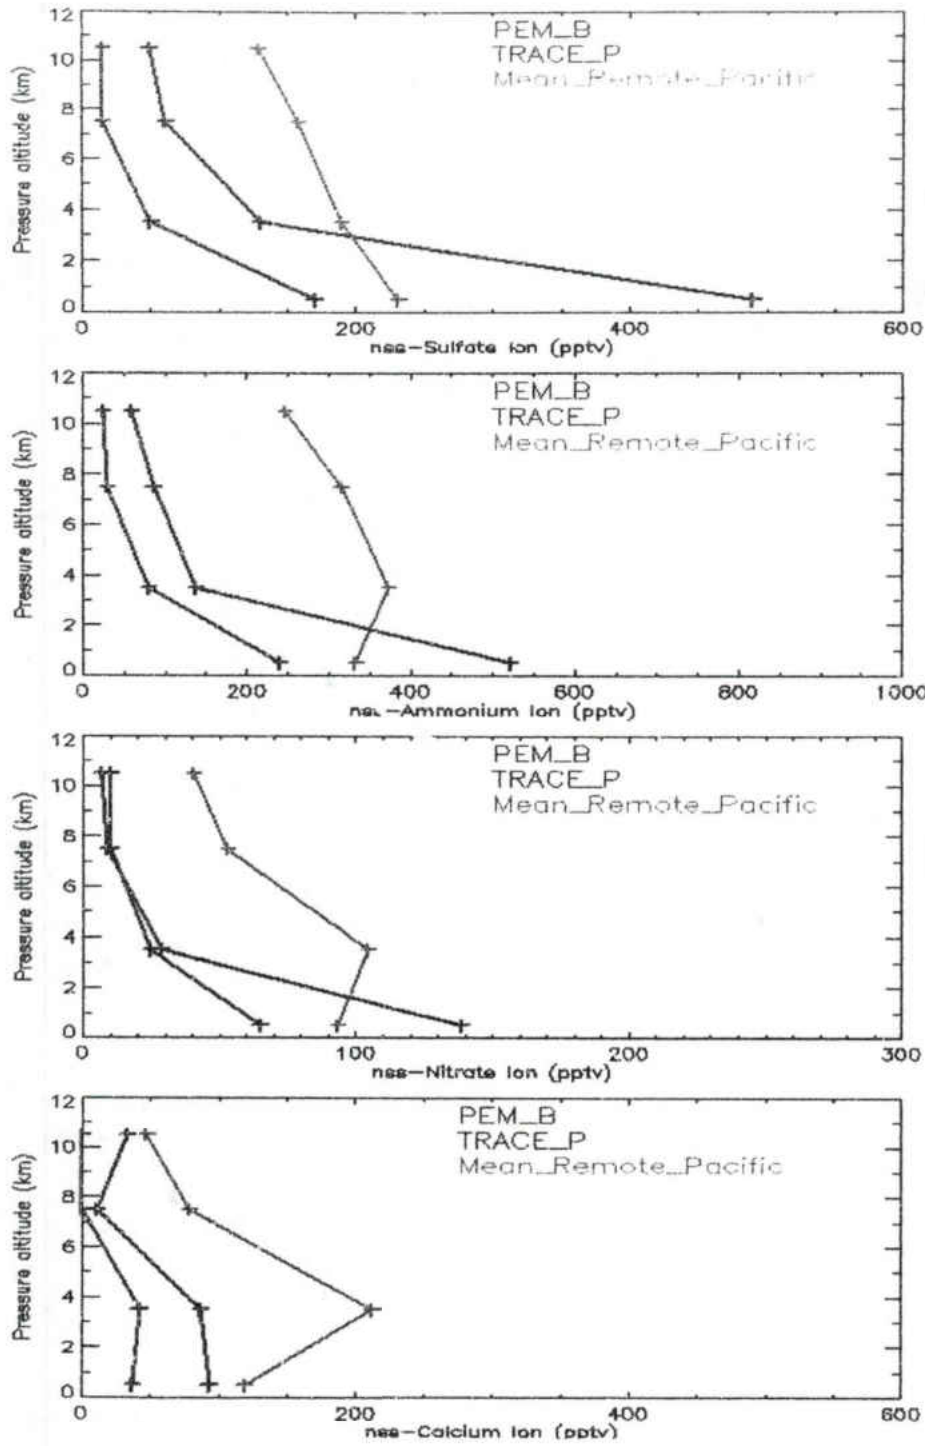 12
10
8
6
4
2
0
Pressure altitude (km)
PEM_B
TRACE_P
Mean_Remote_Pacific
0 200 400 600
nss-Sulfate Ion (pptv)
12
10
8
6
4
2
0
Pressure altitude (km)
PEM_B
TRACE_P
Mean_Remote_Pacific
0 200 400 600 800 1000
-Ammonium Ion (pptv)
12
10
8
6
4
2
0
Pressure altitude (km)
PEM_B
TRACE_P
Mean_Remote_Pacific
0 100 200 300
nss-Nitrate Ion (pptv)
12
10
8
6
4
2
0
Pressure altitude (km)
PEM_B
TRACE_P
Mean_Remote_Pacific
0 200 400 600
nss-Calcium Ion (pptv)